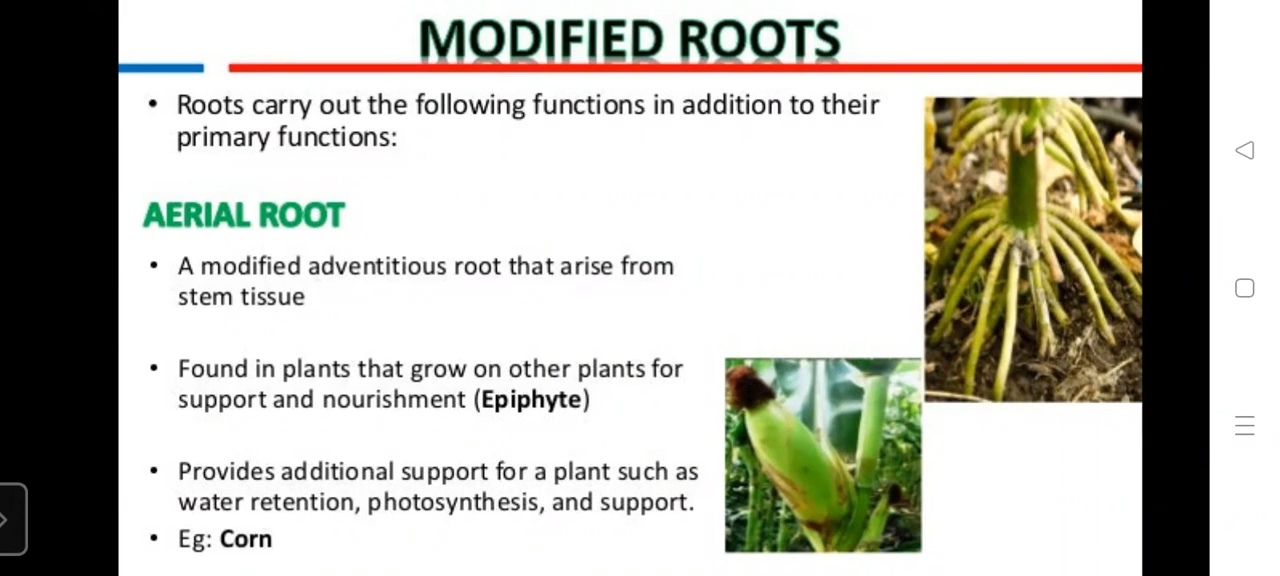 MODIFIED ROOTS
• Roots carry out the following functions in addition to their
primary functions:
AERIAL ROOT
• A modified adventitious root that arise from
stem tissue
• Found in plants that grow on other plants for
support and nourishment (Epiphyte)
• Provides additional support for a plant such as
water retention, photosynthesis, and support.
• Eg: Corn